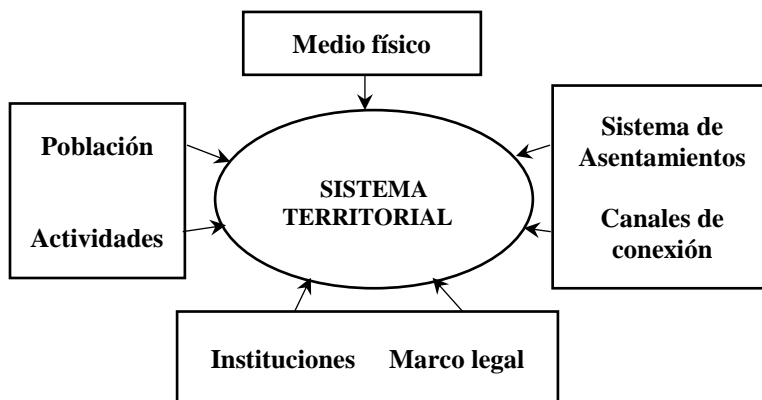 Medio físico
Población
Actividades
SISTEMA
TERRITORIAL
Sistema de
Asentamientos
Canales de
conexión
Instituciones Marco legal